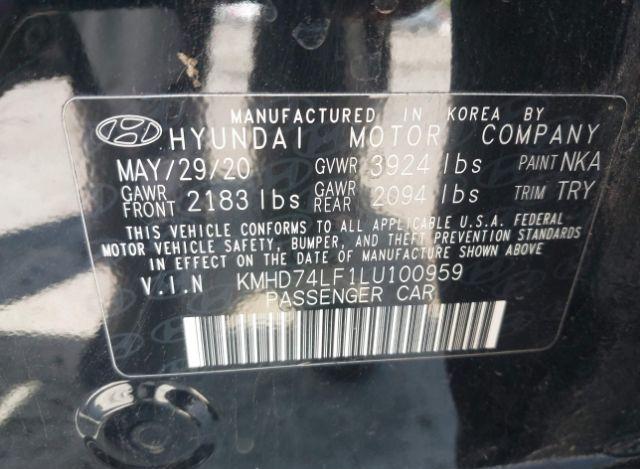 MANUFACTURED IN KOREA BY
HYUNDAI MOTOR COMPANY
MAY/29/20 GVWR 3924 lbs PAINT NKA
GAWR FRONT 2183 lbs GAWR REAR 2094 lbs TRIM TRY
THIS VEHICLE CONFORMS TO ALL APPLICABLE U.S.A. FEDERAL
MOTOR VEHICLE SAFETY, BUMPER, AND THEFT PREVENTION STANDARDS
IN EFFECT ON THE DATE OF MANUFACTURE SHOWN ABOVE
V.I.N KMHD74LF1LU100959
PASSENGER CAR